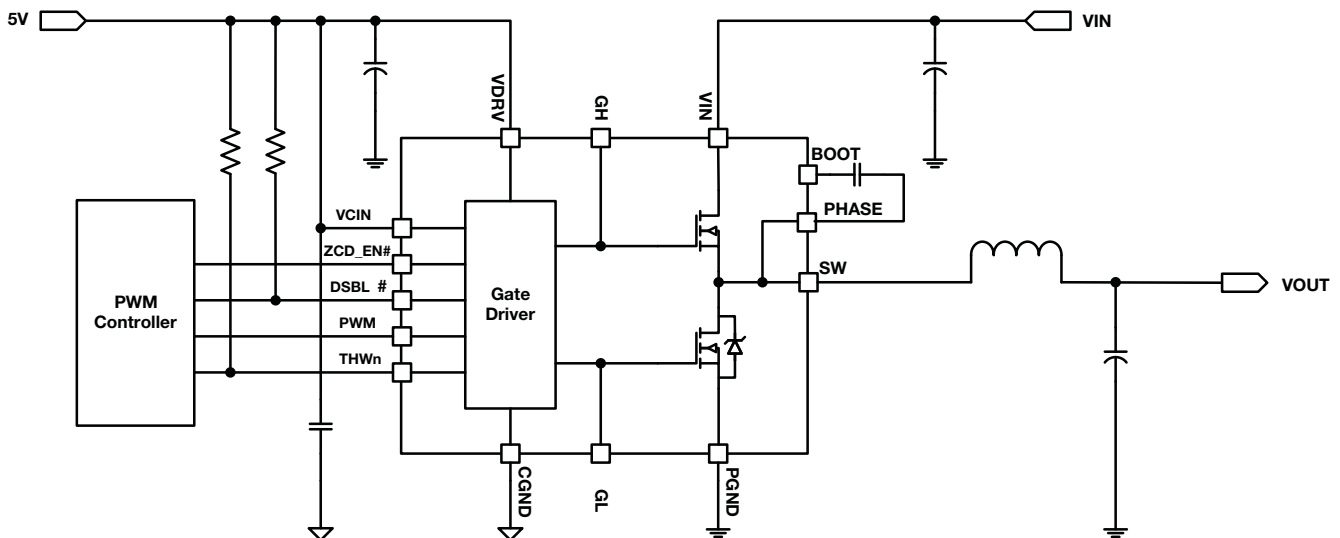 5V
VIN
VDRV
GH
VIN
BOOT
PHASE
VCIN
ZCD_EN#
SW
DSBL #
PWM
Controller
Gate
Driver
VOUT
PWM
THWn
CGND
GL
PGND